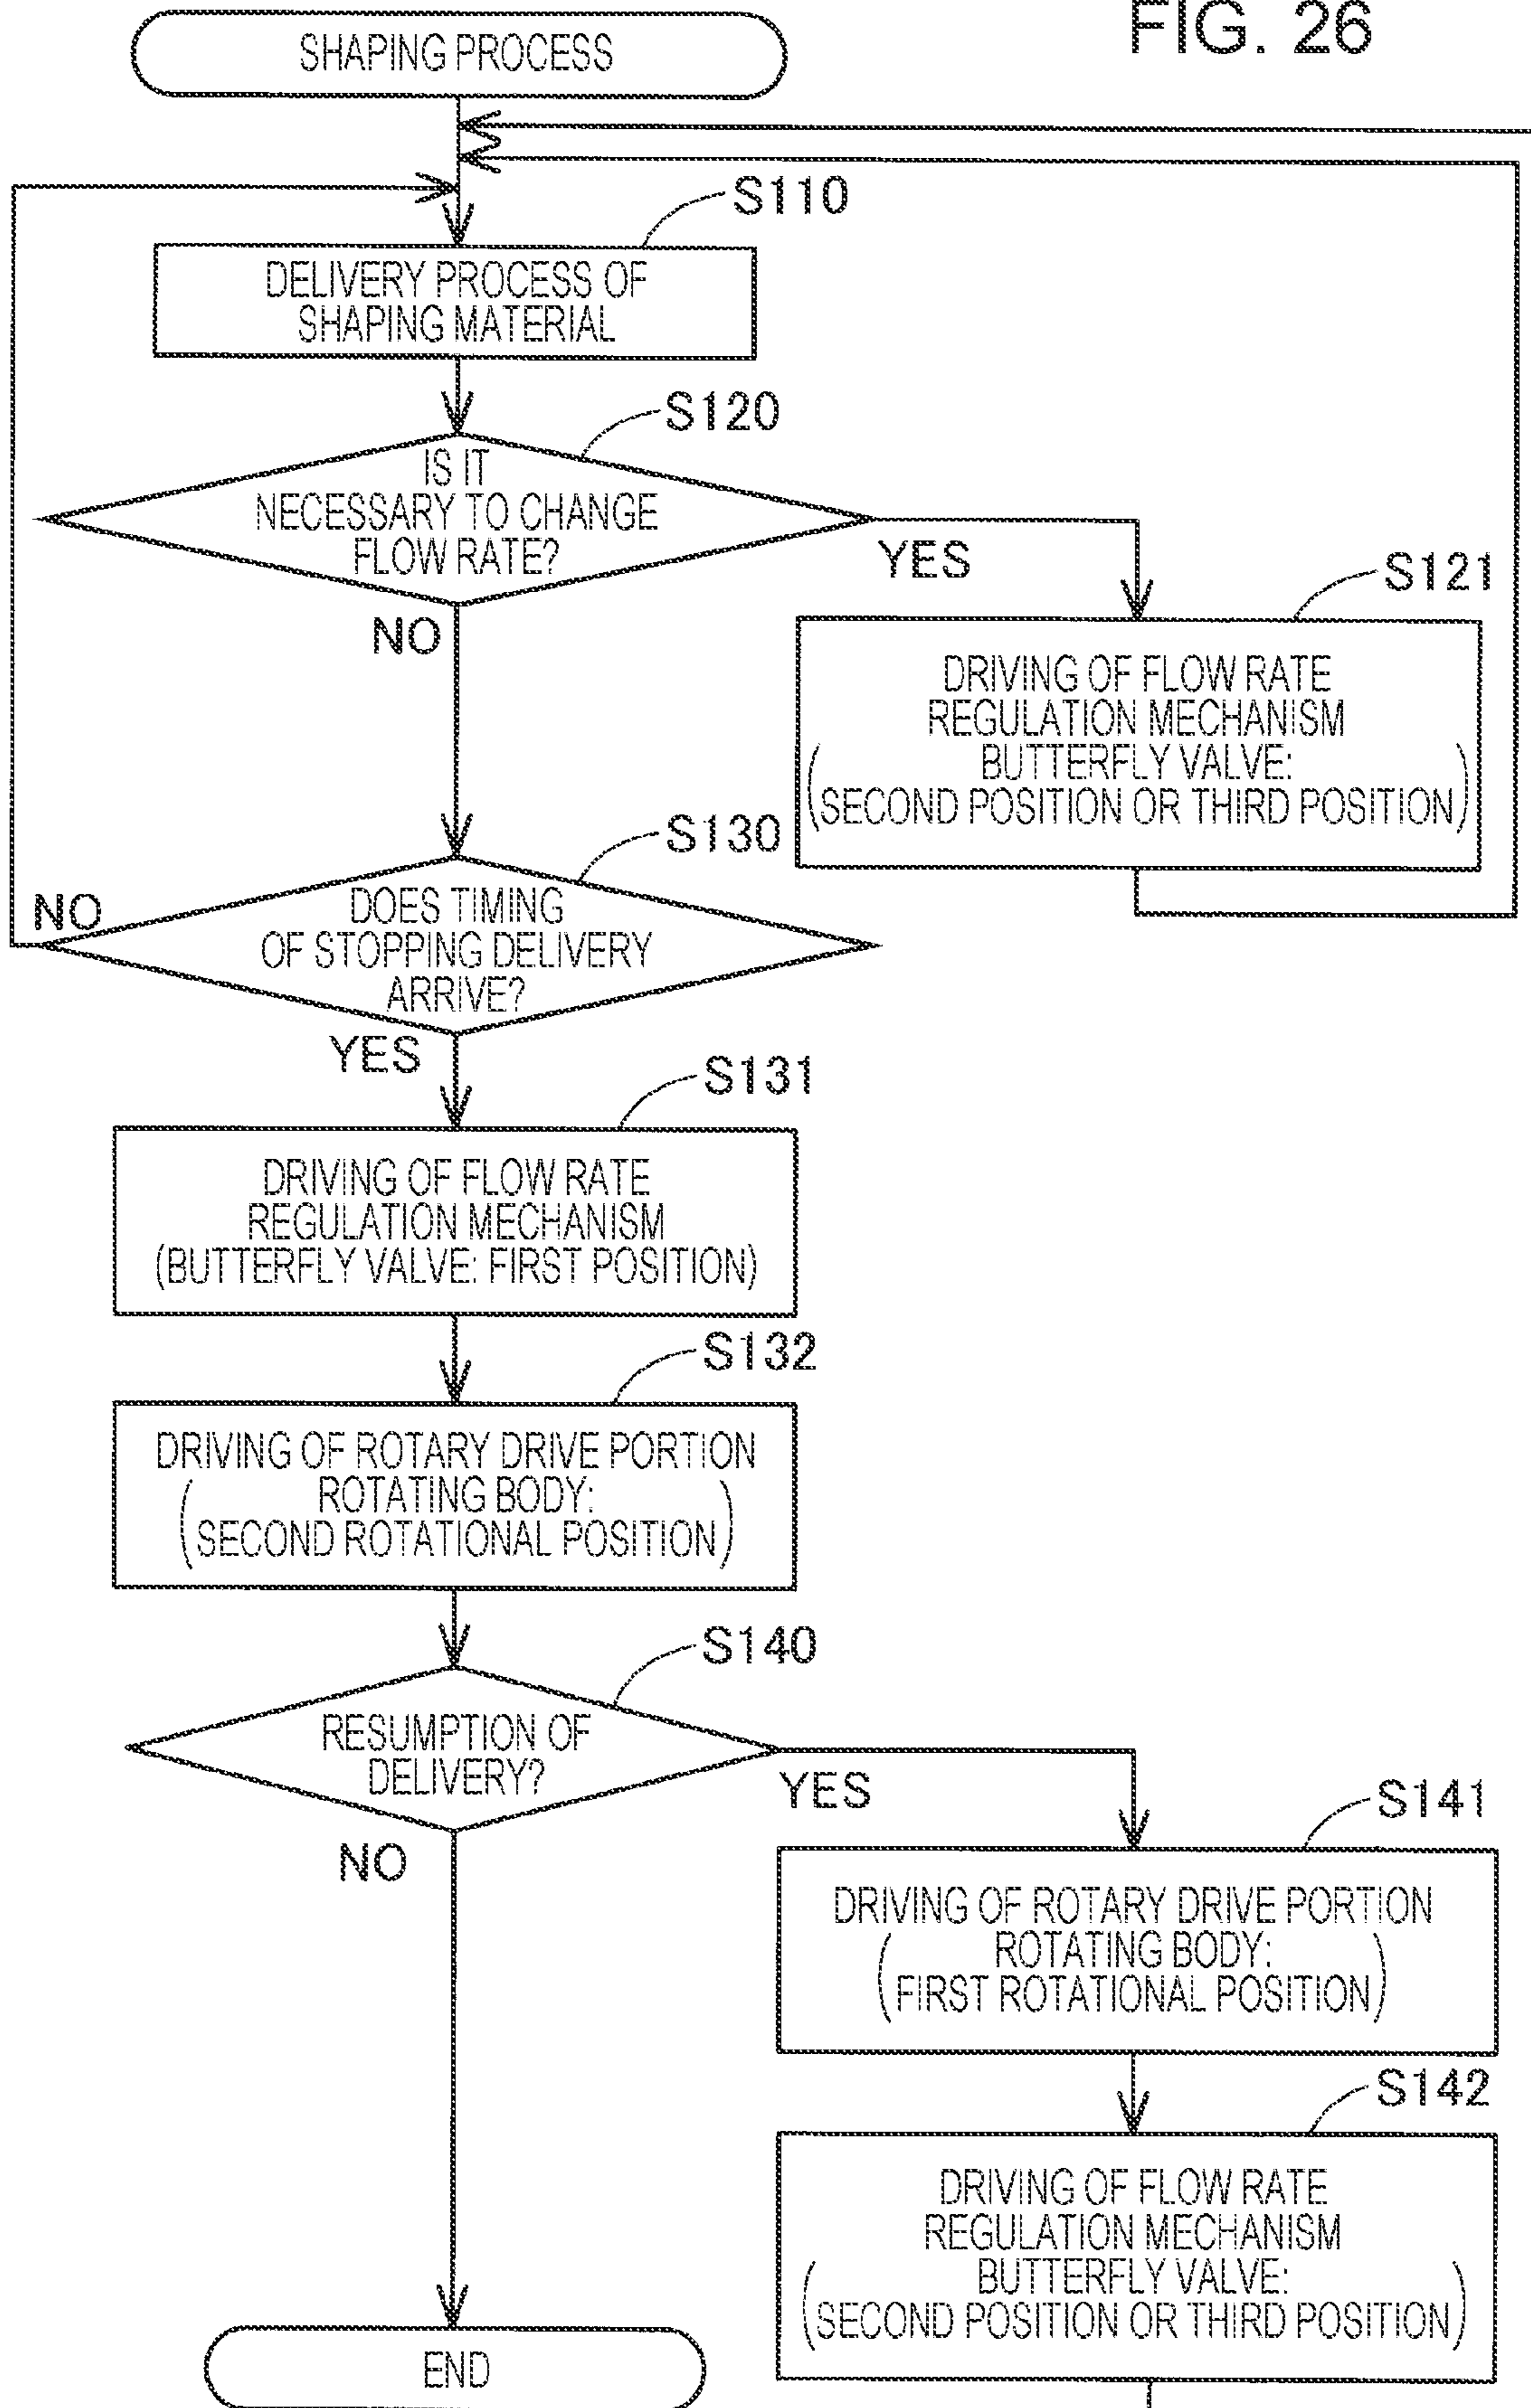 FIG. 26
SHAPING PROCESS
S110
DELIVERY PROCESS OF
SHAPING MATERIAL
S120
IS IT
NECESSARY TO CHANGE
FLOW RATE?
YES
NO
S121
DRIVING OF FLOW RATE
REGULATION MECHANISM
BUTTERFLY VALVE:
(SECOND POSITION OR THIRD POSITION)
S130
DOES TIMING
OF STOPPING DELIVERY
ARRIVE?
NO
YES
S131
DRIVING OF FLOW RATE
REGULATION MECHANISM
(BUTTERFLY VALVE: FIRST POSITION)
S132
DRIVING OF ROTARY DRIVE PORTION
ROTATING BODY:
(SECOND ROTATIONAL POSITION)
S140
RESUMPTION OF
DELIVERY?
YES
NO
S141
DRIVING OF ROTARY DRIVE PORTION
ROTATING BODY:
(FIRST ROTATIONAL POSITION)
S142
DRIVING OF FLOW RATE
REGULATION MECHANISM
BUTTERFLY VALVE:
(SECOND POSITION OR THIRD POSITION)
END